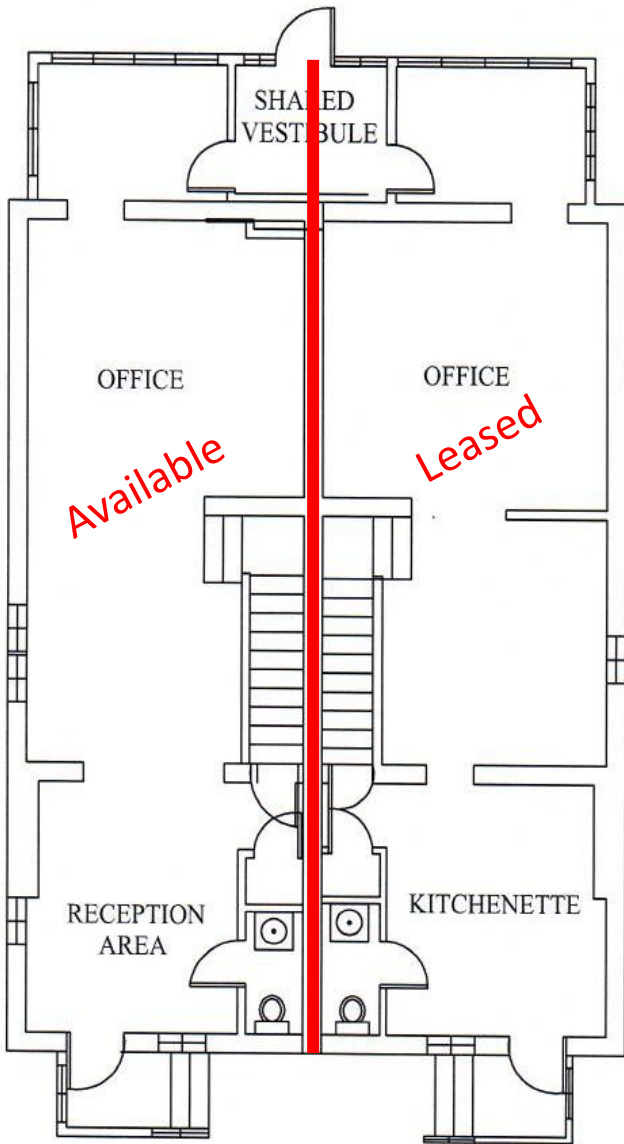 SHARED
VESTIBULE
OFFICE
OFFICE
Available
Leased
RECEPTION
AREA
KITCHENETTE